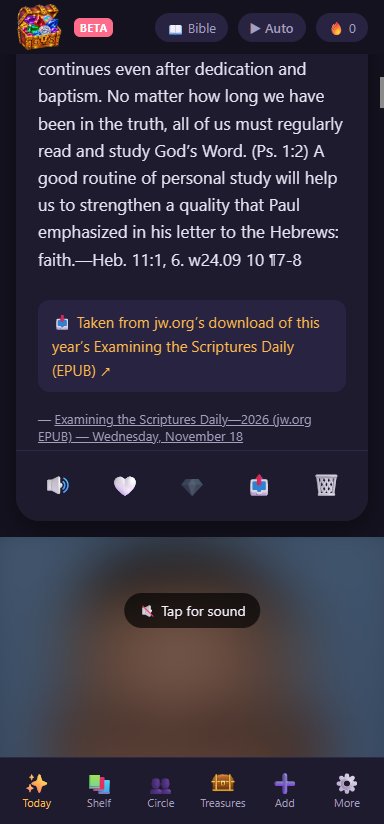 BETA
Bible
Auto
0
continues even after dedication and
baptism. No matter how long we have
been in the truth, all of us must regularly
read and study God’s Word. (Ps. 1:2) A
good routine of personal study will help
us to strengthen a quality that Paul
emphasized in his letter to the Hebrews:
faith.—Heb. 11:1, 6. w24.09 10 ¶7-8
Taken from jw.org’s download of this
year’s Examining the Scriptures Daily
(EPUB) ↗
— Examining the Scriptures Daily—2026 (jw.org
EPUB) — Wednesday, November 18
Tap for sound
Today
Shelf
Circle
Treasures
Add
More